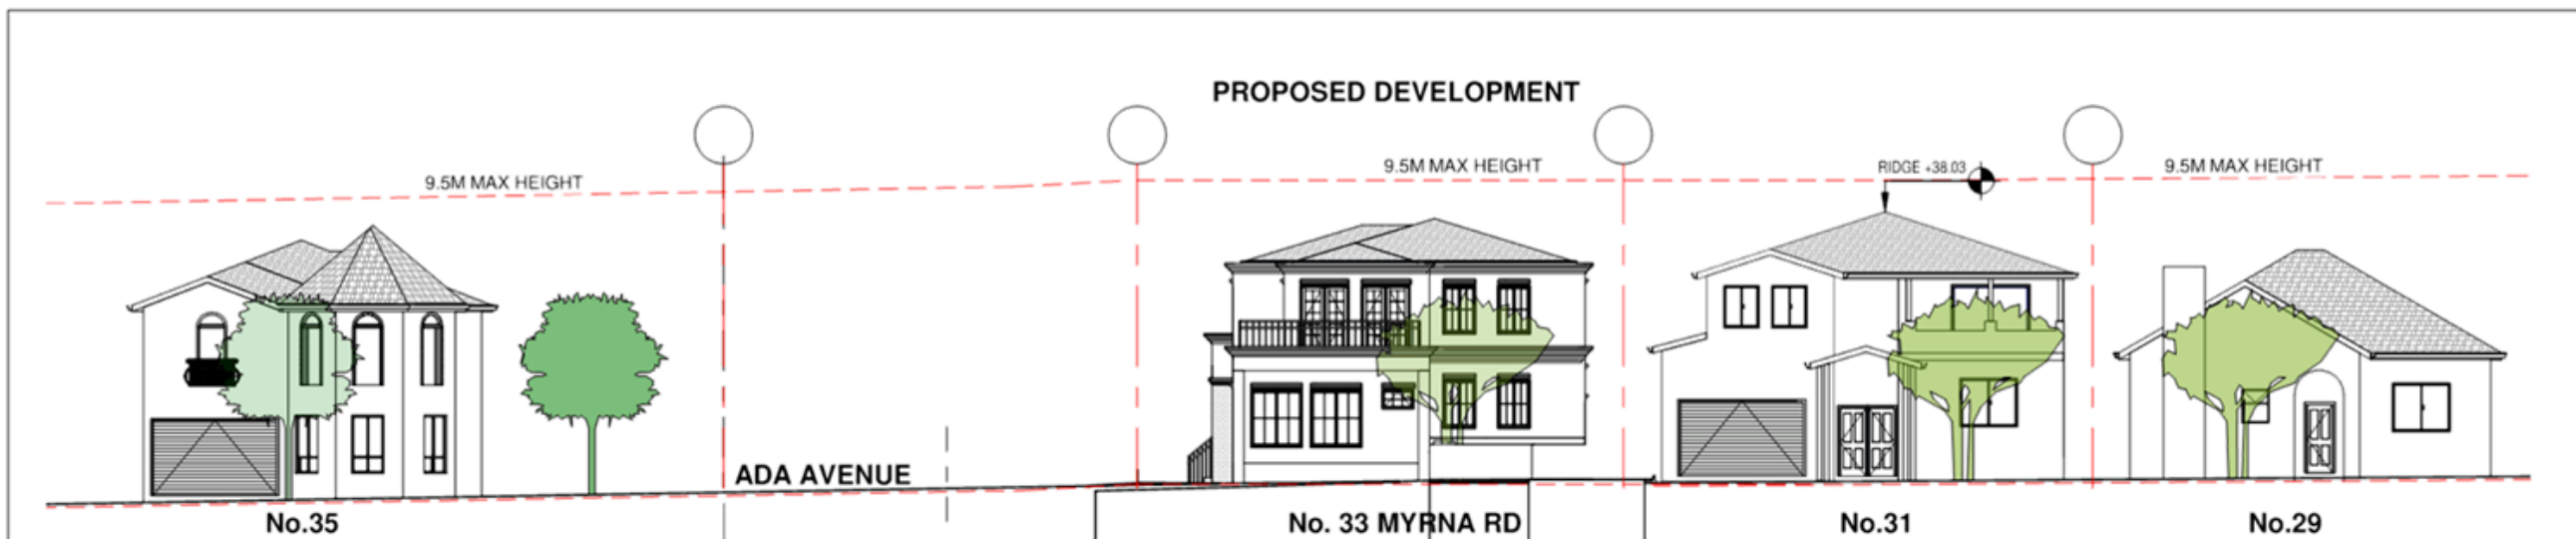 PROPOSED DEVELOPMENT
9.5M MAX HEIGHT
9.5M MAX HEIGHT
RIDGE +38.03
9.5M MAX HEIGHT
ADA AVENUE
No.35
No. 33 MYRNA RD
No.31
No.29